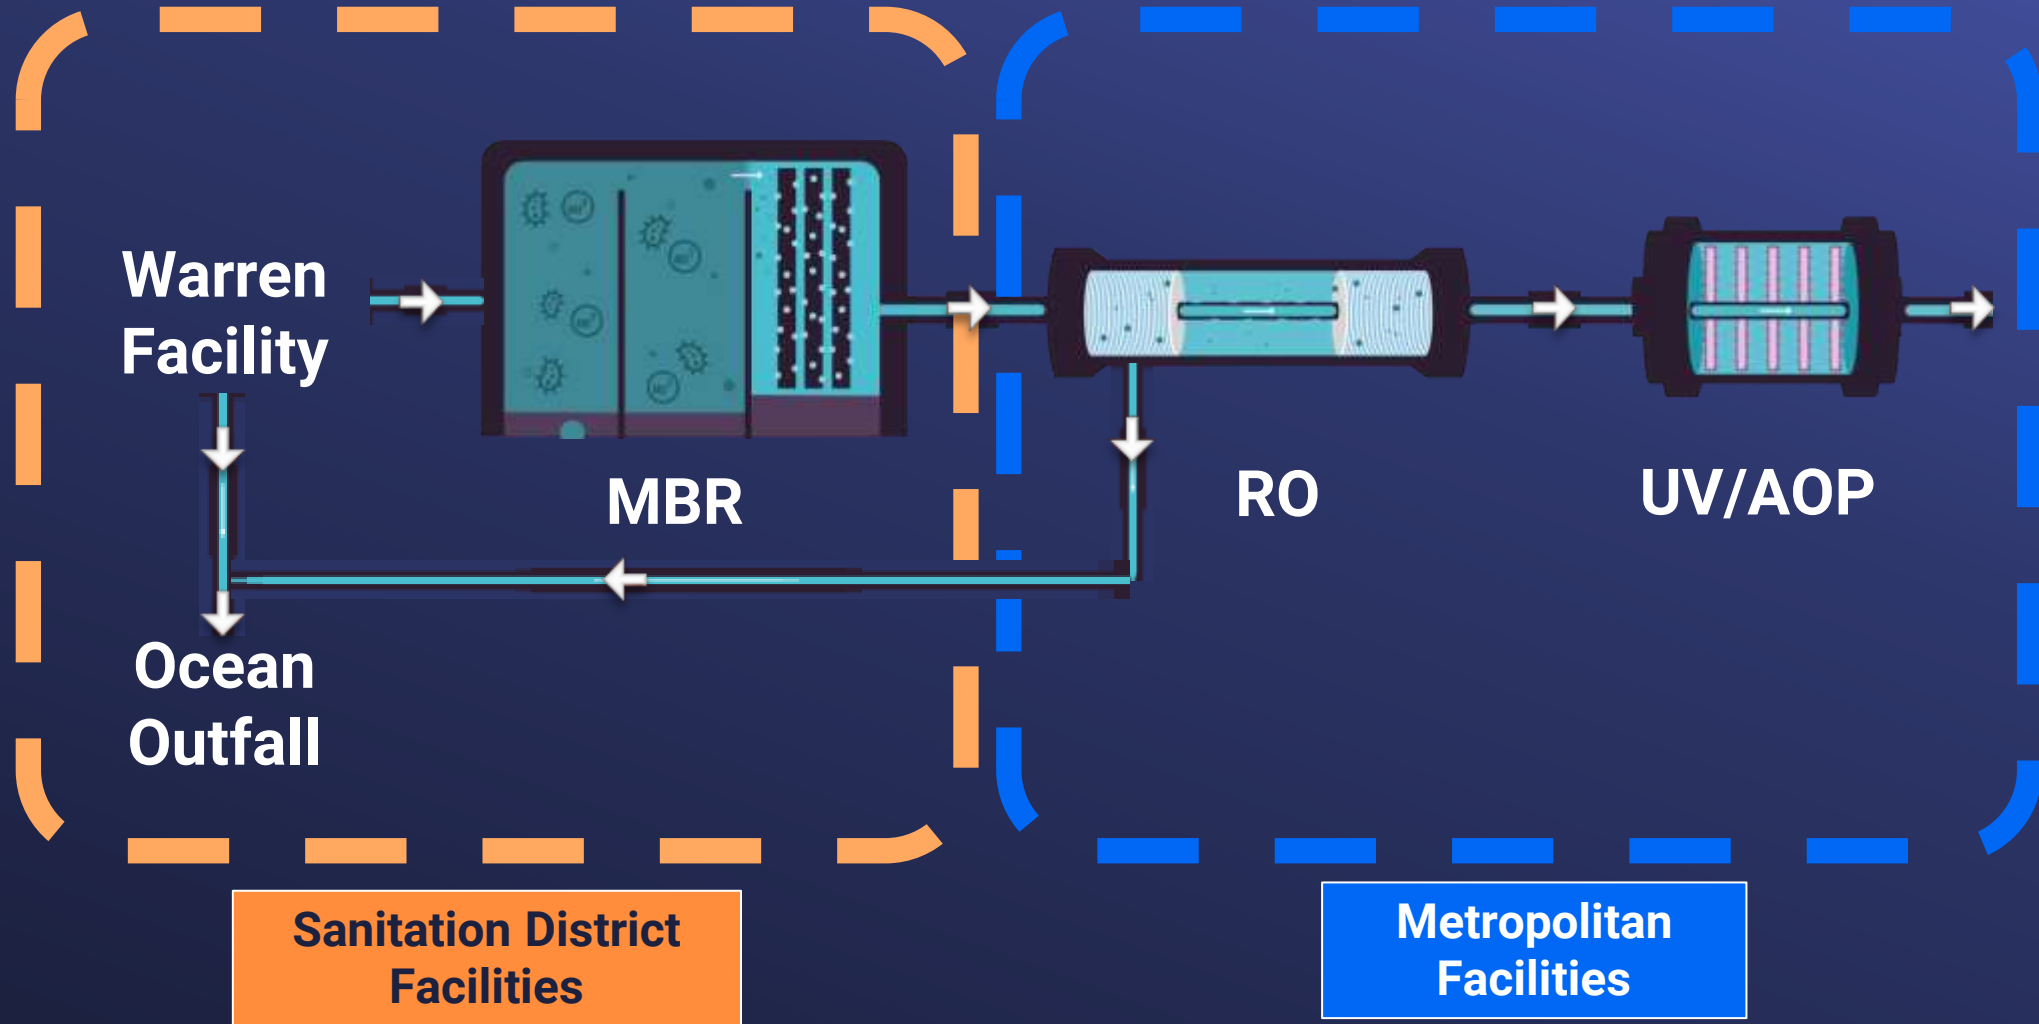 Warren
Facility
MBR
RO
UV/AOP
Ocean
Outfall
Sanitation District
Facilities
Metropolitan
Facilities